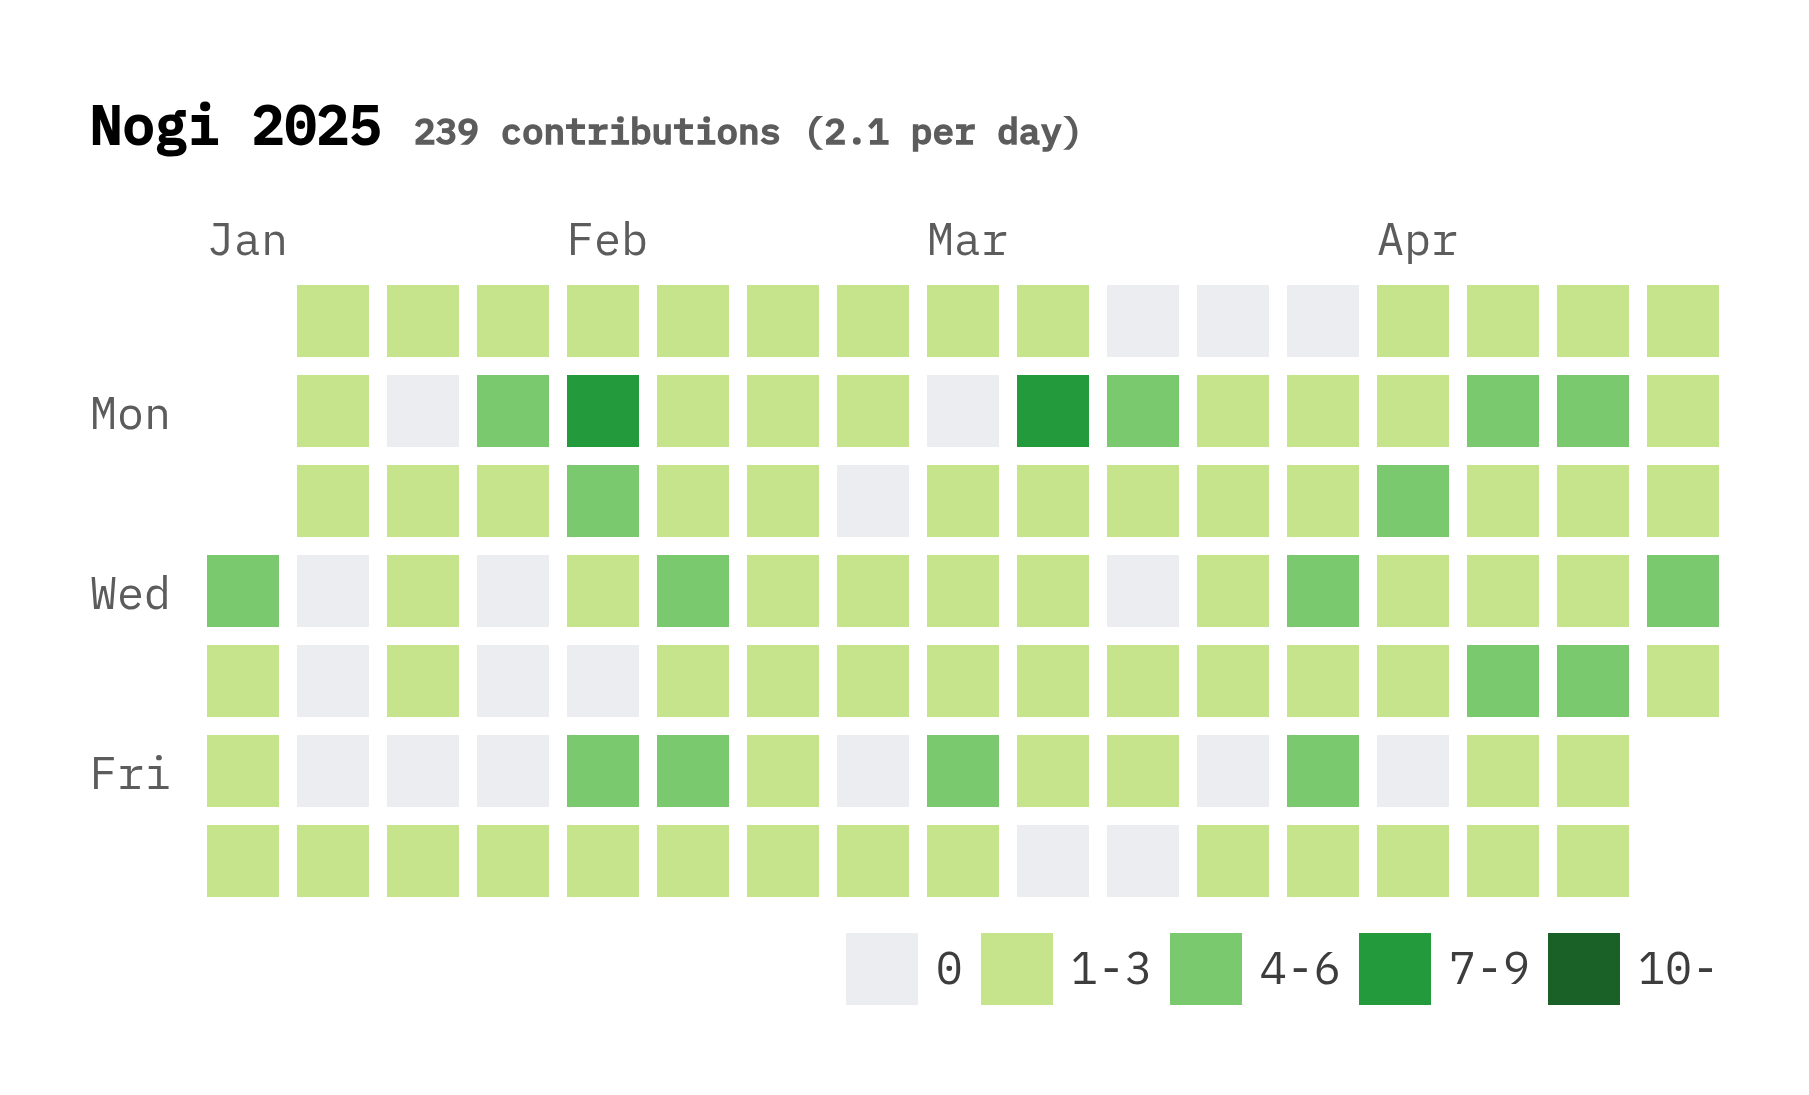 Nogi 2025 239 contributions (2.1 per day)
Jan Feb Mar Apr
Mon
Wed
Fri
0 1-3 4-6 7-9 10-